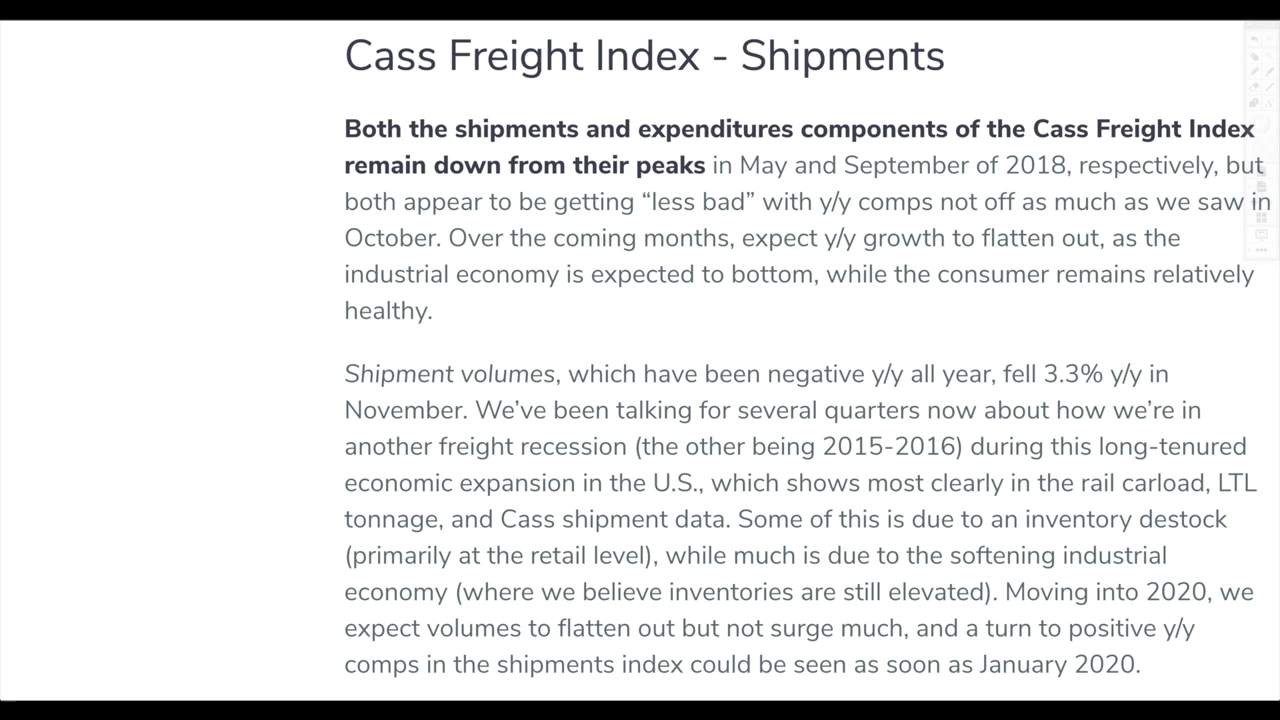 Cass Freight Index - Shipments
Both the shipments and expenditures components of the Cass Freight Index
remain down from their peaks in May and September of 2018, respectively, but
both appear to be getting “less bad” with y/y comps not off as much as we saw in
October. Over the coming months, expect y/y growth to flatten out, as the
industrial economy is expected to bottom, while the consumer remains relatively
healthy.
Shipment volumes, which have been negative y/y all year, fell 3.3% y/y in
November. We’ve been talking for several quarters now about how we’re in
another freight recession (the other being 2015-2016) during this long-tenured
economic expansion in the U.S., which shows most clearly in the rail carload, LTL
tonnage, and Cass shipment data. Some of this is due to an inventory destock
(primarily at the retail level), while much is due to the softening industrial
economy (where we believe inventories are still elevated). Moving into 2020, we
expect volumes to flatten out but not surge much, and a turn to positive y/y
comps in the shipments index could be seen as soon as January 2020.